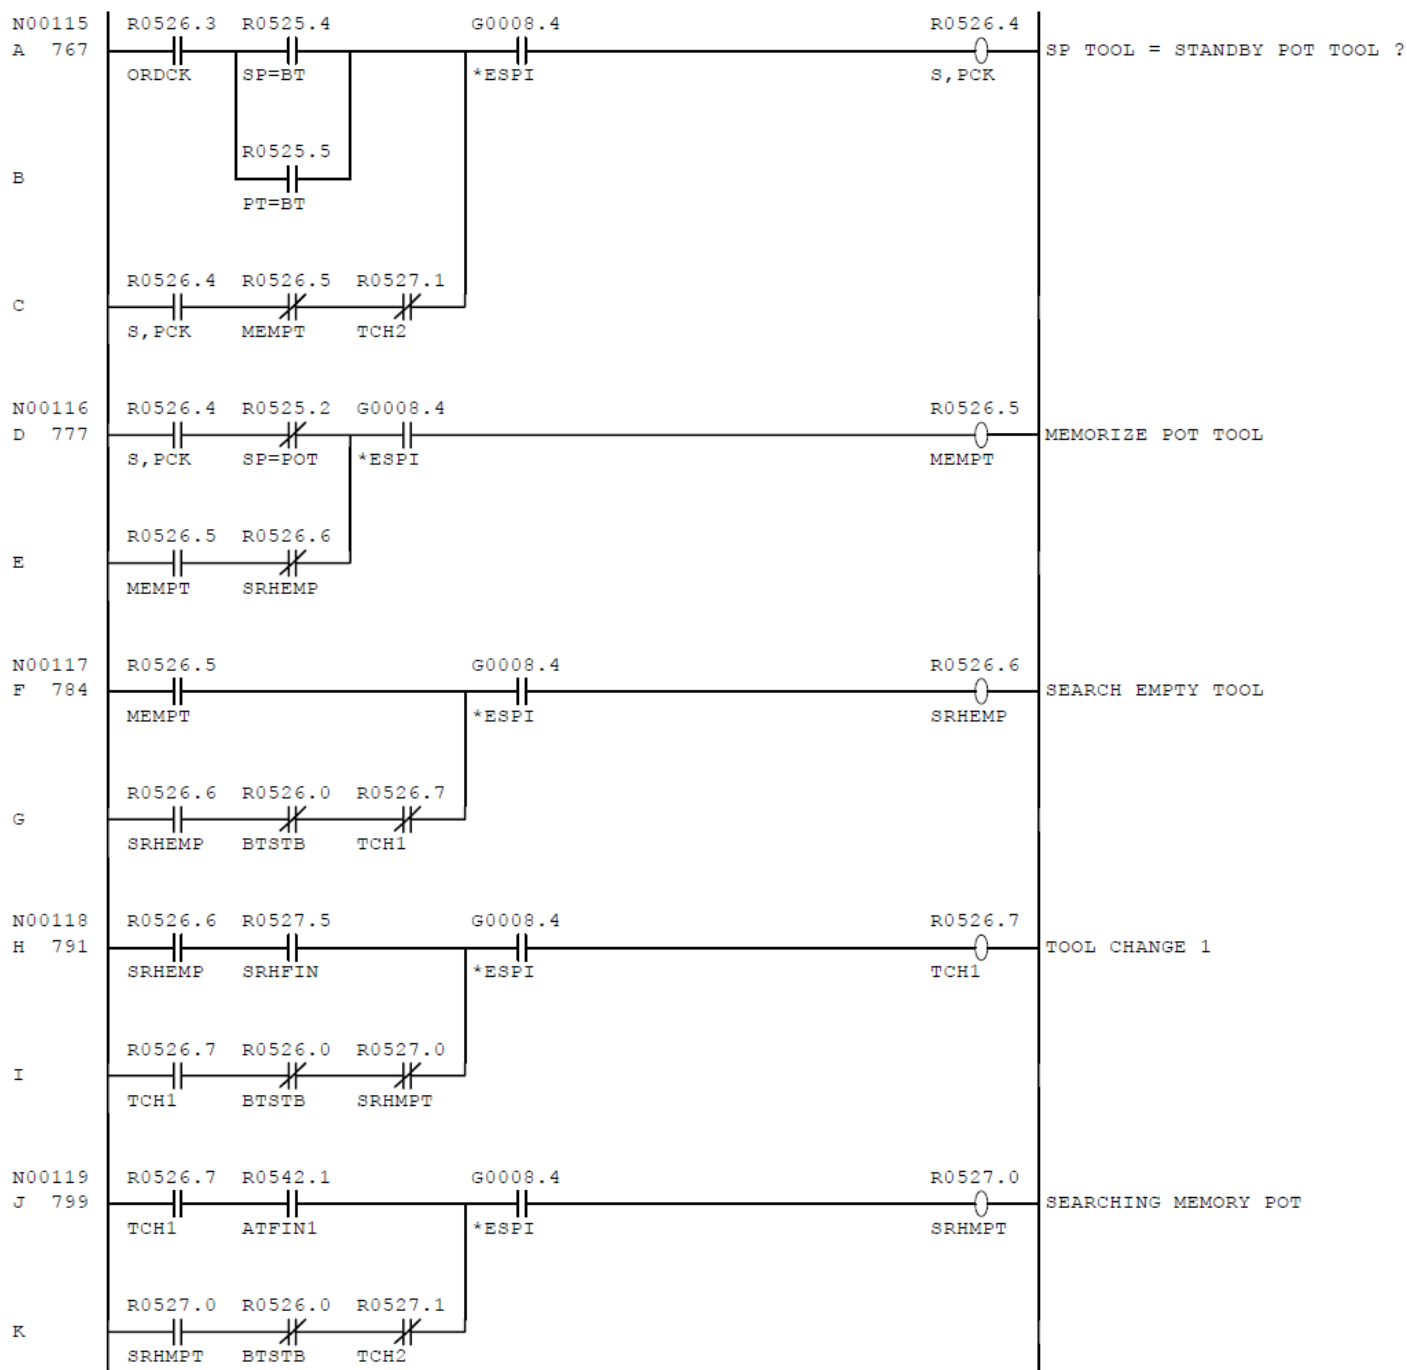 N00115 R0526.3 R0525.4 G0008.4 R0526.4
A 767 SP TOOL = STANDBY POT TOOL ?
ORDCK SP=BT *ESPI S,PCK
R0525.5
B
PT=BT
R0526.4 R0526.5 R0527.1
C
S,PCK MEMPT TCH2
N00116 R0526.4 R0525.2 G0008.4 R0526.5
D 777 MEMORIZE POT TOOL
S,PCK SP=POT *ESPI MEMPT
R0526.5 R0526.6
E
MEMPT SRHEMP
N00117 R0526.5 G0008.4 R0526.6
F 784 SEARCH EMPTY TOOL
MEMPT *ESPI SRHEMP
R0526.6 R0526.0 R0526.7
G
SRHEMP BTSTB TCH1
N00118 R0526.6 R0527.5 G0008.4 R0526.7
H 791 TOOL CHANGE 1
SRHEMP SRHFIN *ESPI TCH1
R0526.7 R0526.0 R0527.0
I
TCH1 BTSTB SRHMPT
N00119 R0526.7 R0542.1 G0008.4 R0527.0
J 799 SEARCHING MEMORY POT
TCH1 ATFIN1 *ESPI SRHMPT
R0527.0 R0526.0 R0527.1
K
SRHMPT BTSTB TCH2